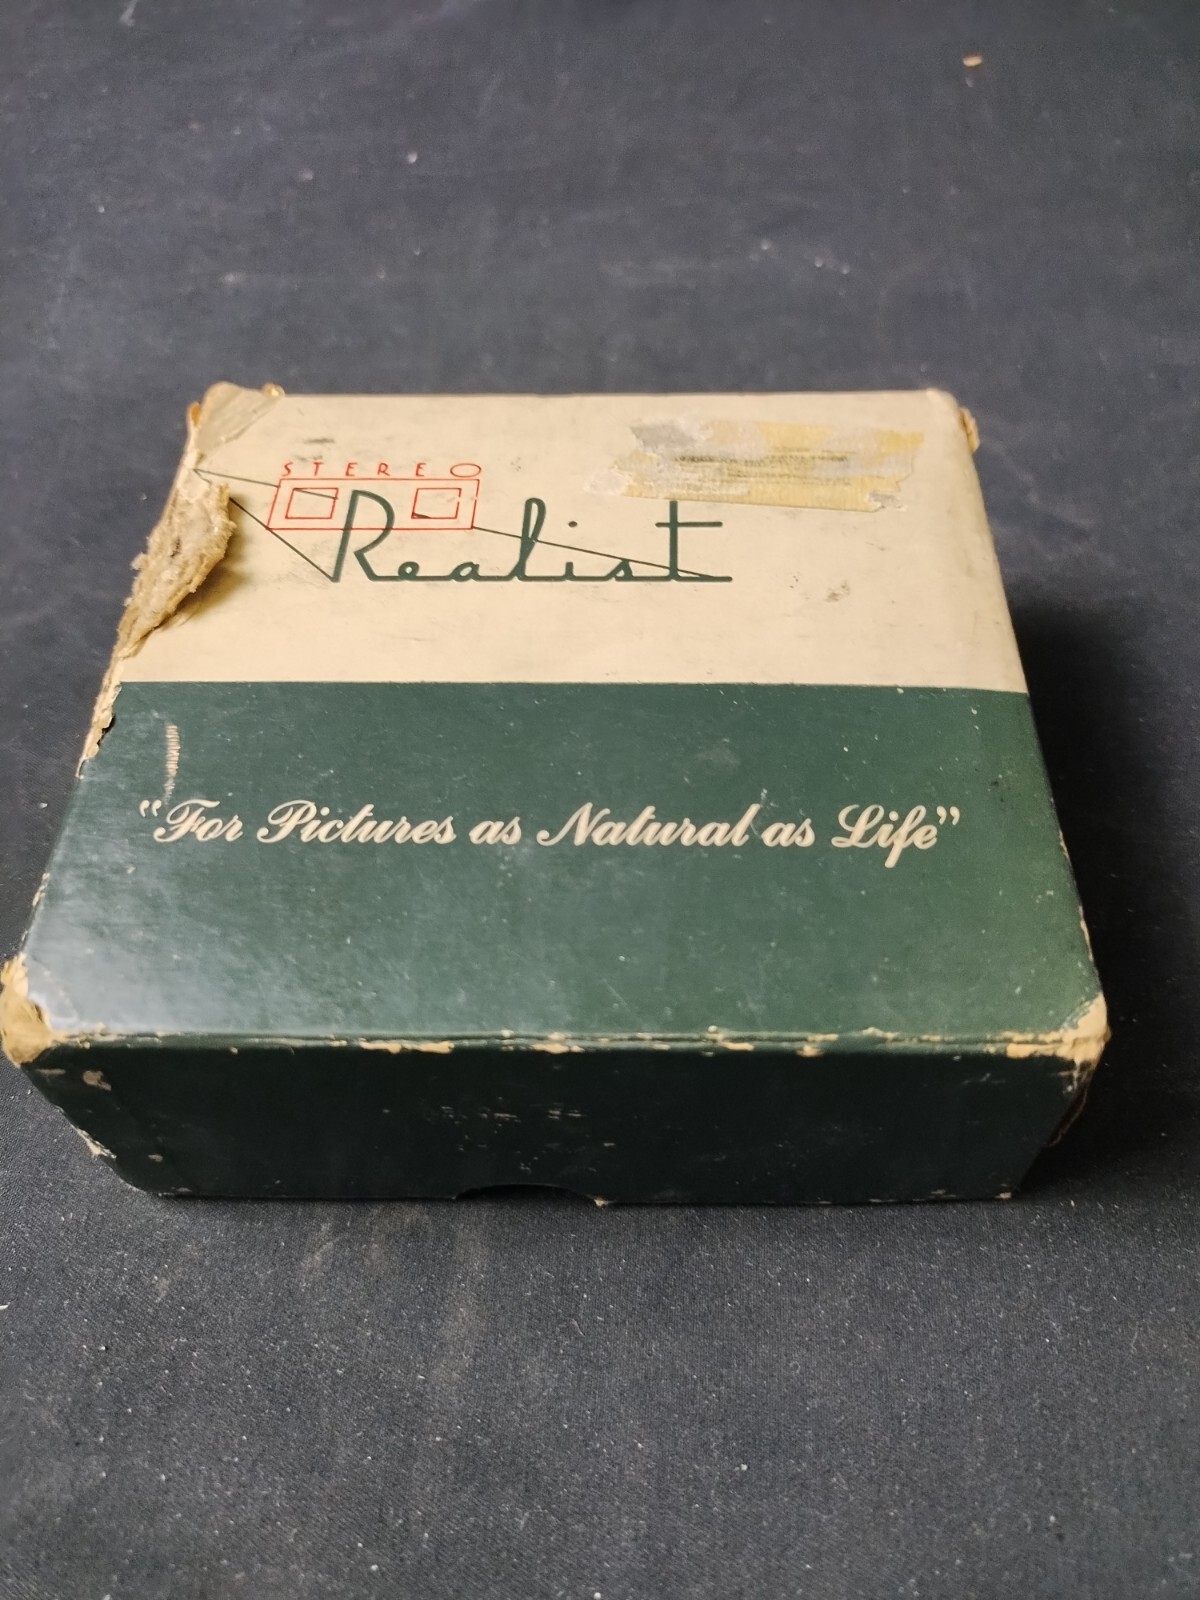 STEREO
Realist
"For Pictures as Natural as Life"